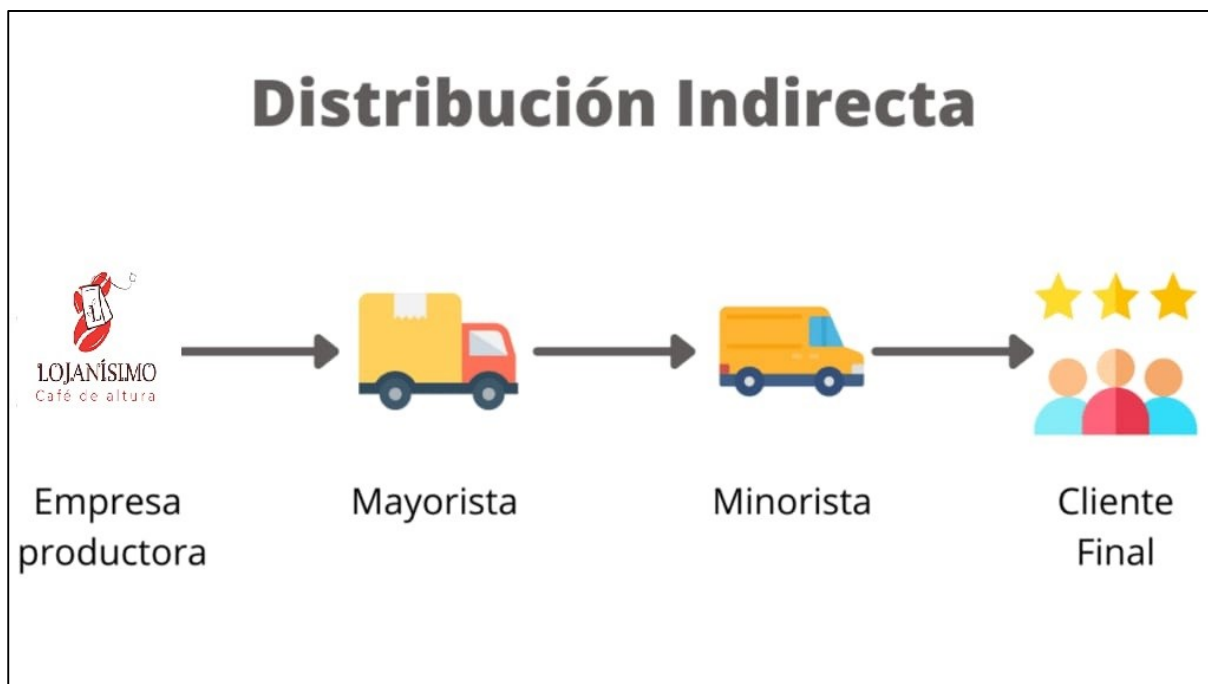 Distribución Indirecta
LOJANÍSIMO
Café de altura
Empresa
productora
Mayorista
Minorista
Cliente
Final